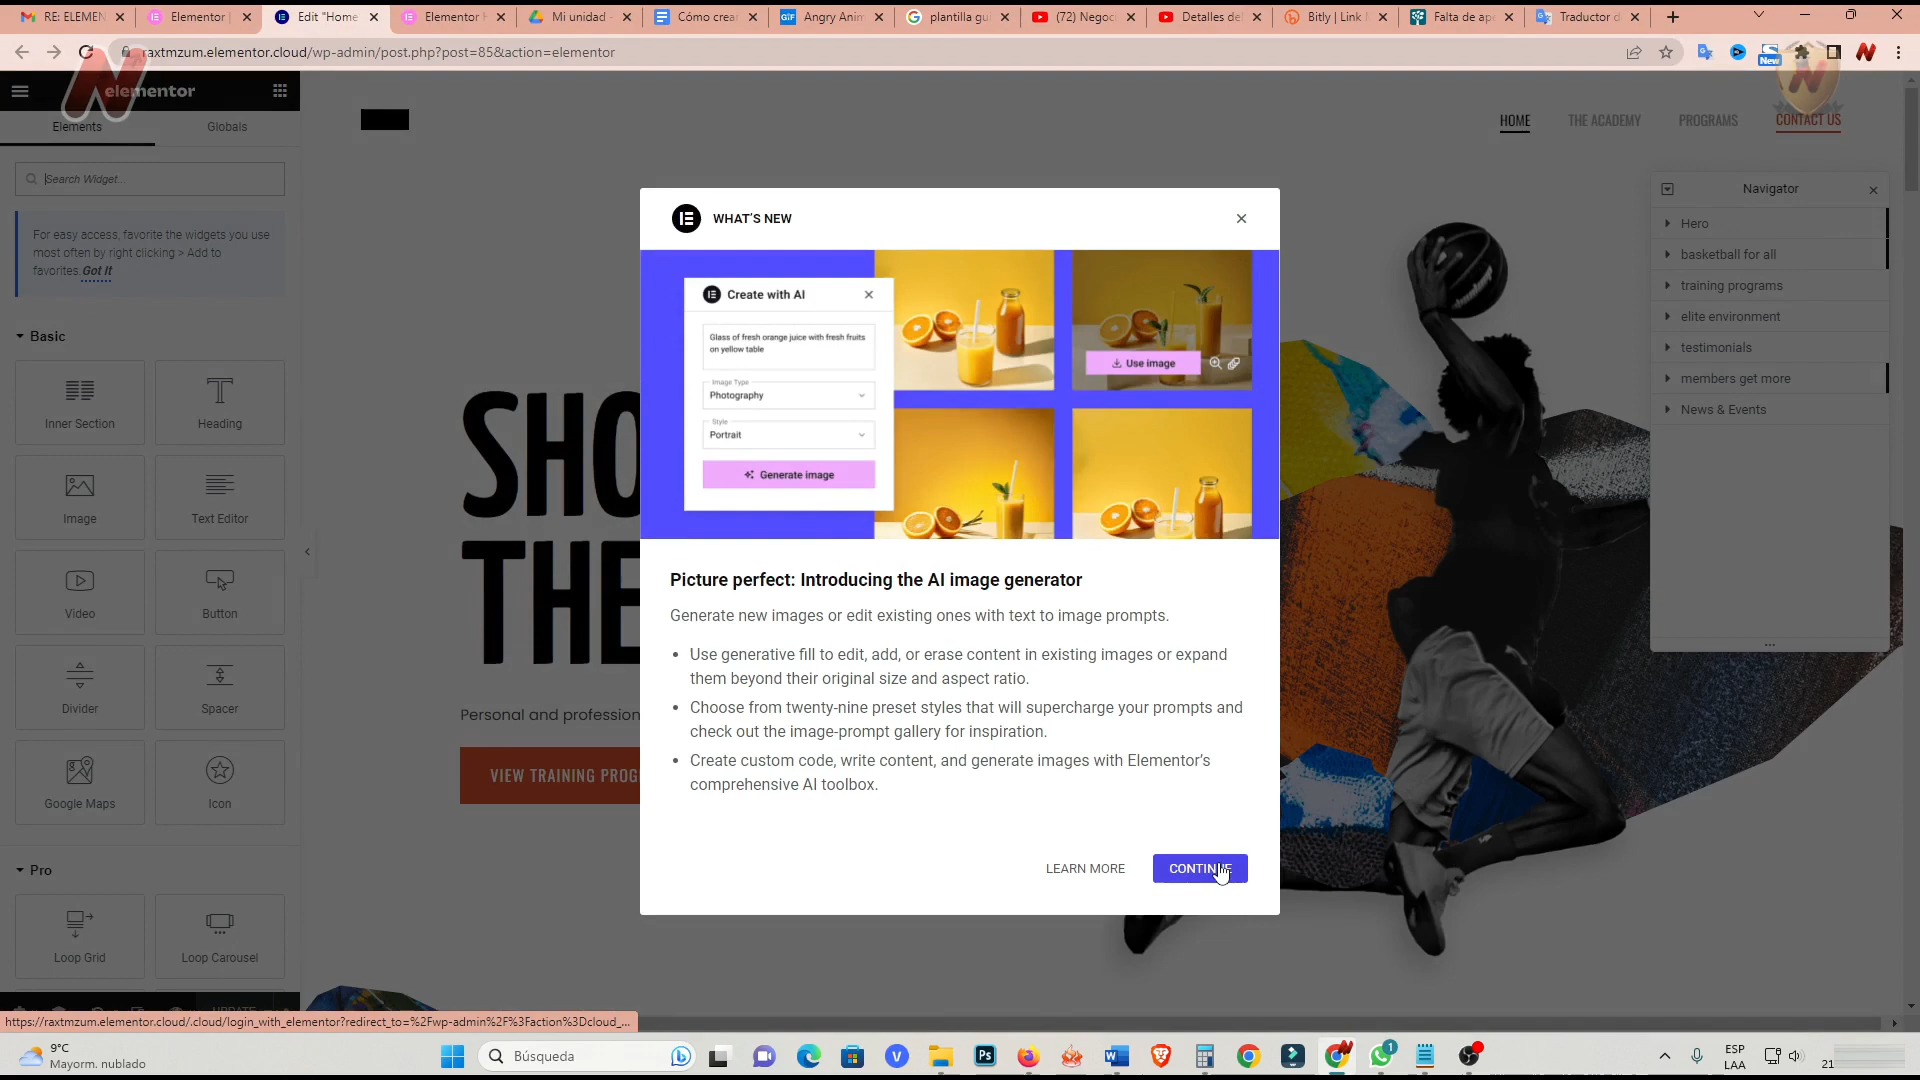 RE: ELEMEN
Elementor |
Edit "Home
Elementor
Mi unidad -
Cómo crea
GIF Angry Anim
plantilla gu
(72) Negoci
Detalles del
Bitly | Link
Falta de ap
Traductor d
raxtmzum.elementor.cloud/wp-admin/post.php?post=85&action=elementor
New
elementor
Elements
Globals
Search Widget...
For easy access, favorite the widgets you use
most often by right clicking > Add to
favorites. Got It
Basic
Inner Section
Heading
Image
Text Editor
Video
Button
Divider
Spacer
Google Maps
Icon
Pro
Loop Grid
Loop Carousel
UPDATE
HOME
THE ACADEMY
PROGRAMS
CONTACT US
SHO
THE
Personal and profession
VIEW TRAINING PROG
WHAT'S NEW
Create with AI
Glass of fresh orange juice with fresh fruits
on yellow table
Image Type
Photography
Style
Portrait
Generate image
Use image
Picture perfect: Introducing the AI image generator
Generate new images or edit existing ones with text to image prompts.
• Use generative fill to edit, add, or erase content in existing images or expand
them beyond their original size and aspect ratio.
• Choose from twenty-nine preset styles that will supercharge your prompts and
check out the image-prompt gallery for inspiration.
• Create custom code, write content, and generate images with Elementor's
comprehensive AI toolbox.
LEARN MORE
CONTINUE
Navigator
Hero
basketball for all
training programs
elite environment
testimonials
members get more
News & Events
https://raxtmzum.elementor.cloud/.cloud/login_with_elementor?redirect_to=%2Fwp-admin%2F%3Faction%3Dcloud_...
9°C
Mayorm. nublado
Búsqueda
Ps
1
ESP
LAA
21